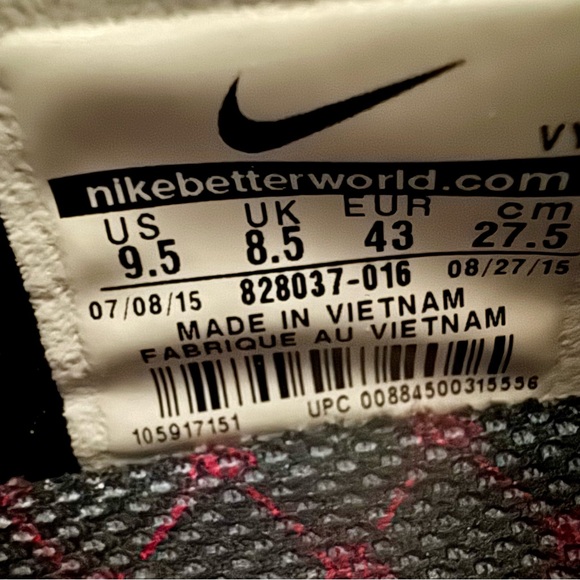 VY
nikebetterworld.com
US UK EUR cm
9.5 8.5 43 27.5
07/08/15 828037-016 08/27/15
MADE IN VIETNAM
FABRIQUE AU VIETNAM
105917151 UPC 00884500315556